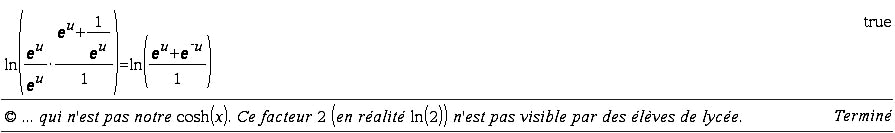 ln(e^u/e^u · (e^u+1/e^u)/1)=ln((e^u+e^-u)/1) true
© ... qui n'est pas notre cosh(x). Ce facteur 2 (en réalité ln(2)) n'est pas visible par des élèves de lycée. Terminé